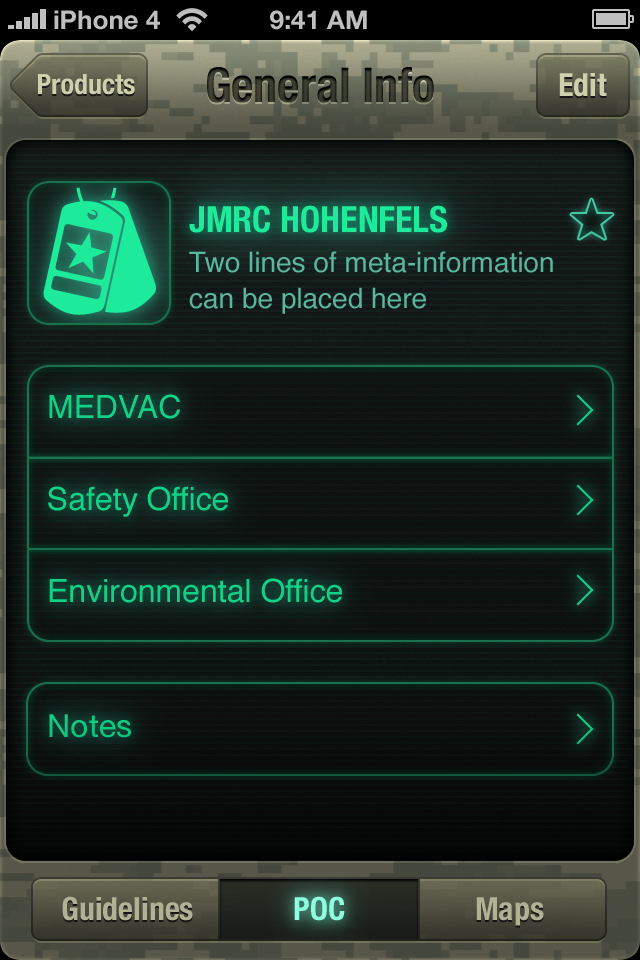 iPhone 4 9:41 AM
Products General Info Edit
JMRC HOHENFELS
Two lines of meta-information
can be placed here
MEDVAC
Safety Office
Environmental Office
Notes
Guidelines POC Maps